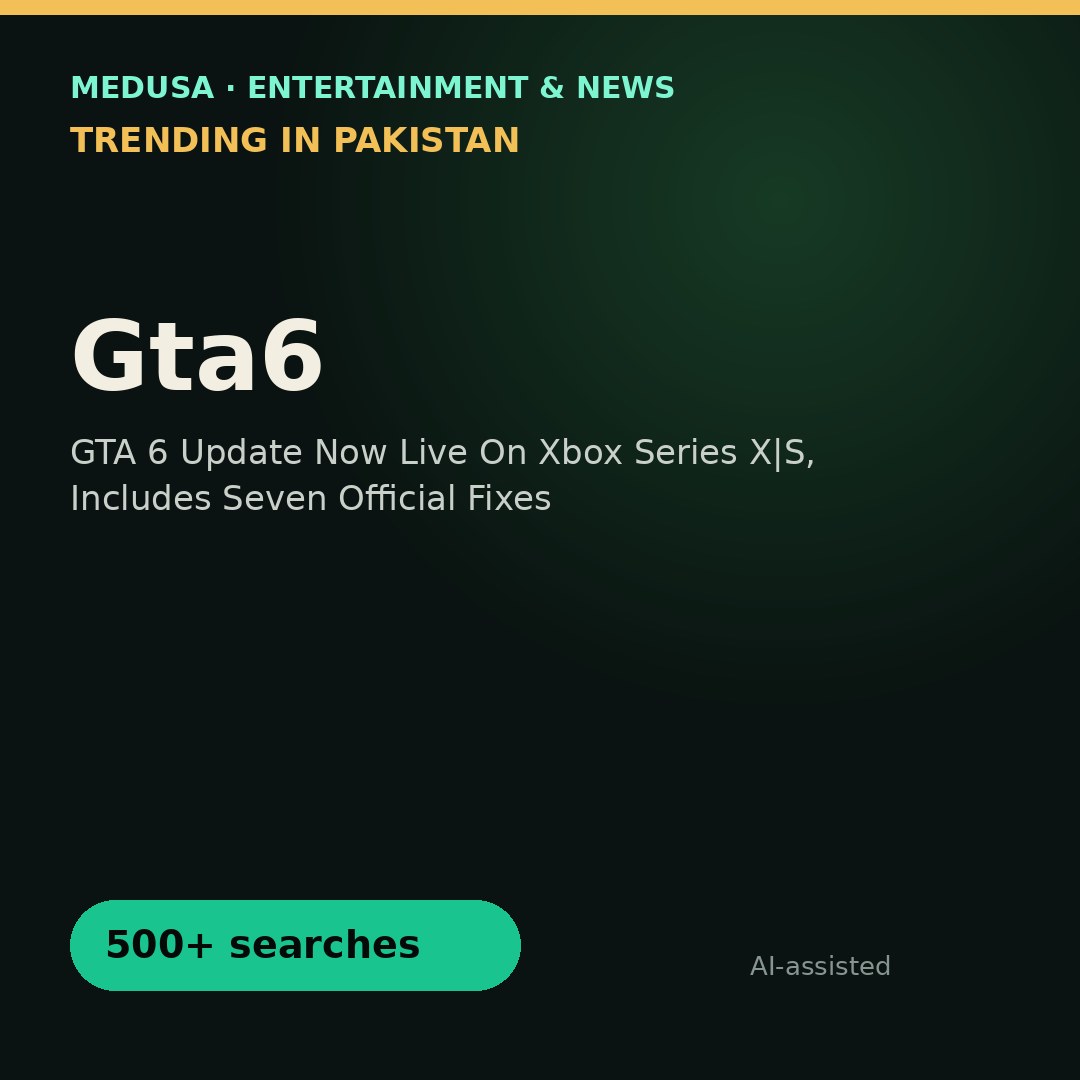 MEDUSA · ENTERTAINMENT & NEWS
TRENDING IN PAKISTAN
Gta6
GTA 6 Update Now Live On Xbox Series X|S,
Includes Seven Official Fixes
500+ searches
AI-assisted